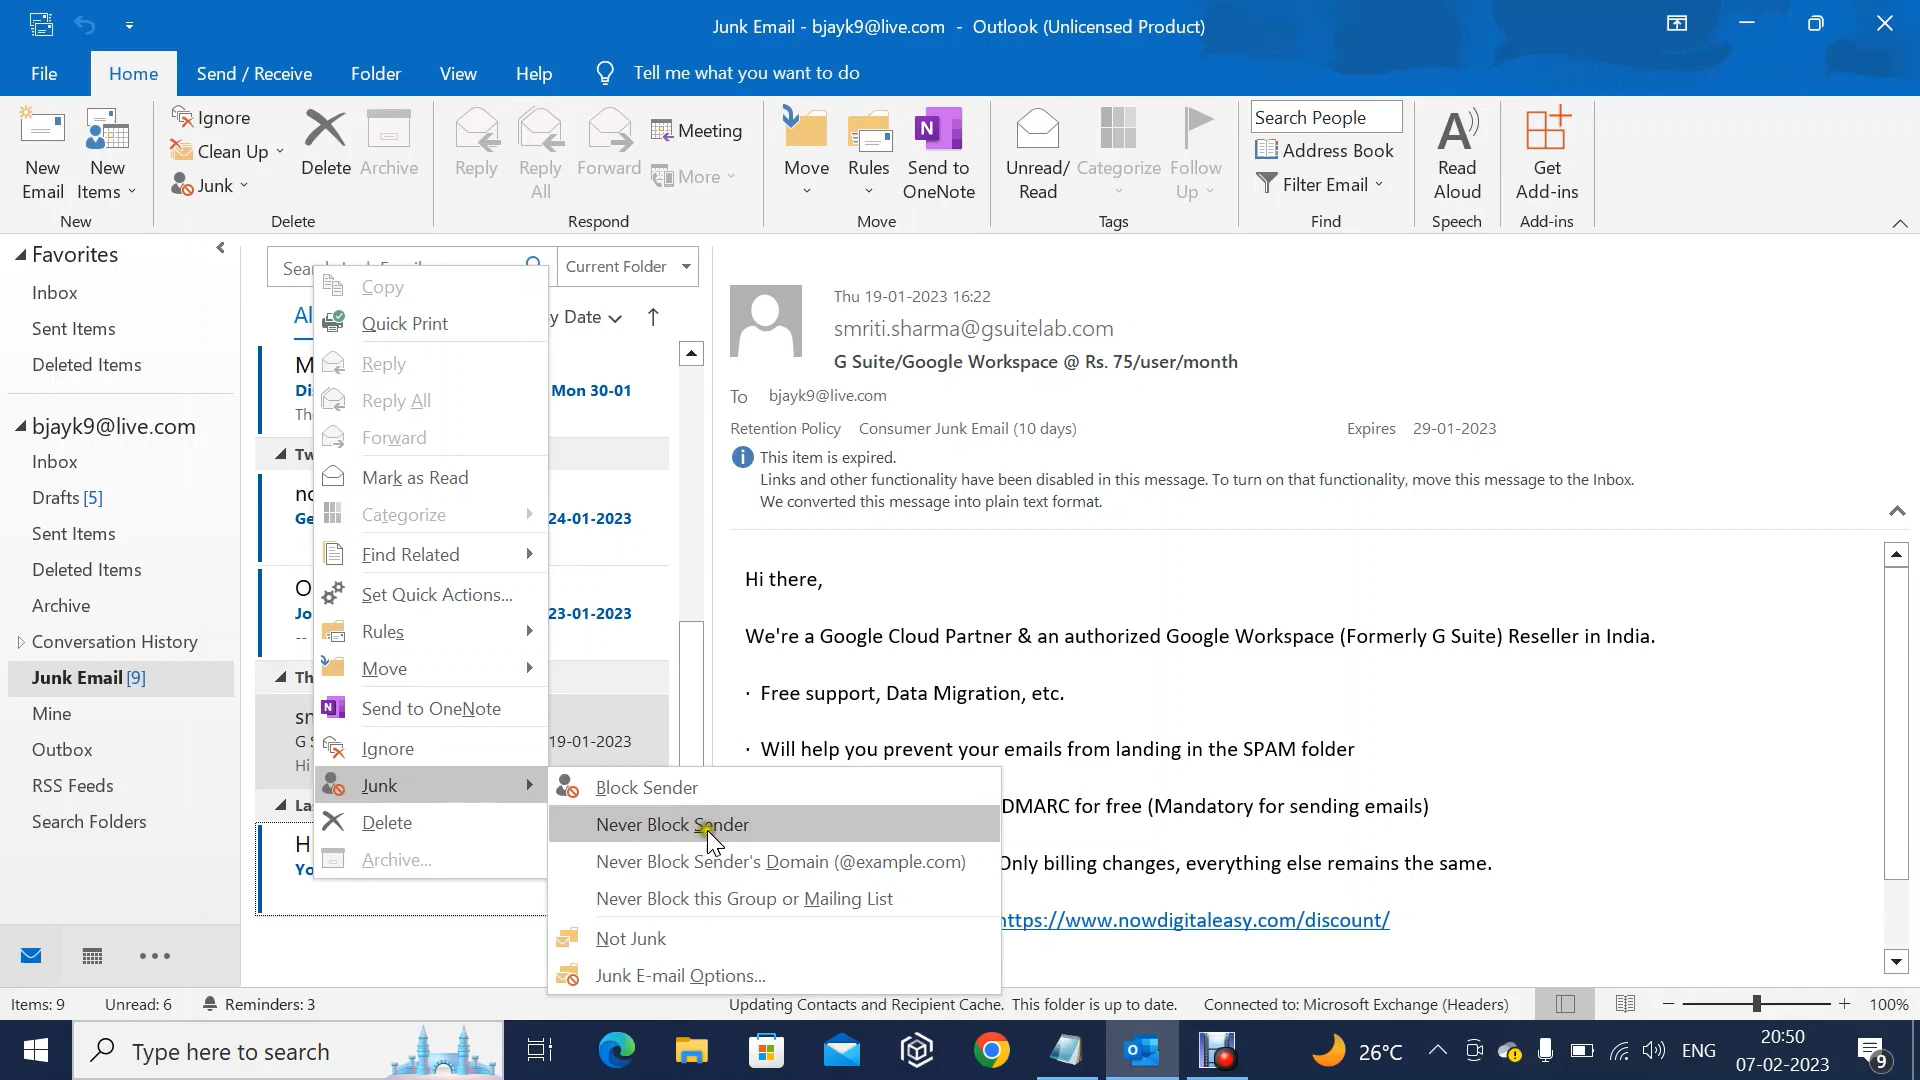 Junk Email - bjayk9@live.com - Outlook (Unlicensed Product)
File Home Send / Receive Folder View Help Tell me what you want to do
New Email
New Items
New
Ignore
Clean Up
Junk
Delete
Archive
Delete
Reply
Reply All
Forward
Meeting
More
Respond
Move
Rules
Send to OneNote
Move
Unread/ Read
Categorize
Follow Up
Tags
Search People
Address Book
Filter Email
Find
Read Aloud
Speech
Get Add-ins
Add-ins
Favorites
Inbox
Sent Items
Deleted Items
bjayk9@live.com
Inbox
Drafts [5]
Sent Items
Deleted Items
Archive
Conversation History
Junk Email [9]
Mine
Outbox
RSS Feeds
Search Folders
Current Folder
y Date
Mon 30-01
24-01-2023
23-01-2023
19-01-2023
Copy
Quick Print
Reply
Reply All
Forward
Mark as Read
Categorize
Find Related
Set Quick Actions...
Rules
Move
Send to OneNote
Ignore
Junk
Delete
Archive...
Block Sender
Never Block Sender
Never Block Sender's Domain (@example.com)
Never Block this Group or Mailing List
Not Junk
Junk E-mail Options...
Thu 19-01-2023 16:22
smriti.sharma@gsuitelab.com
G Suite/Google Workspace @ Rs. 75/user/month
To bjayk9@live.com
Retention Policy Consumer Junk Email (10 days) Expires 29-01-2023
This item is expired.
Links and other functionality have been disabled in this message. To turn on that functionality, move this message to the Inbox.
We converted this message into plain text format.
Hi there,
We're a Google Cloud Partner & an authorized Google Workspace (Formerly G Suite) Reseller in India.
· Free support, Data Migration, etc.
· Will help you prevent your emails from landing in the SPAM folder
DMARC for free (Mandatory for sending emails)
Only billing changes, everything else remains the same.
https://www.nowdigitaleasy.com/discount/
Items: 9 Unread: 6 Reminders: 3 Updating Contacts and Recipient Cache. This folder is up to date. Connected to: Microsoft Exchange (Headers) 100%
Type here to search 26°C ENG 20:50
07-02-2023 9